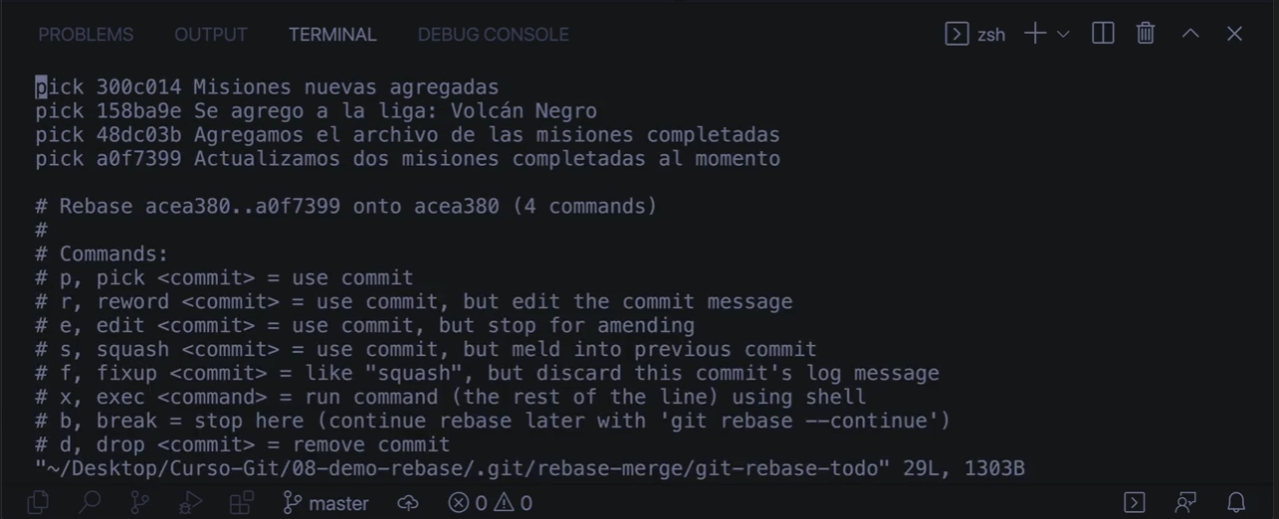 PROBLEMS OUTPUT TERMINAL DEBUG CONSOLE zsh
pick 300c014 Misiones nuevas agregadas
pick 158ba9e Se agrego a la liga: Volcán Negro
pick 48dc03b Agregamos el archivo de las misiones completadas
pick a0f7399 Actualizamos dos misiones completadas al momento
# Rebase acea380..a0f7399 onto acea380 (4 commands)
#
# Commands:
# p, pick <commit> = use commit
# r, reword <commit> = use commit, but edit the commit message
# e, edit <commit> = use commit, but stop for amending
# s, squash <commit> = use commit, but meld into previous commit
# f, fixup <commit> = like "squash", but discard this commit's log message
# x, exec <command> = run command (the rest of the line) using shell
# b, break = stop here (continue rebase later with 'git rebase --continue')
# d, drop <commit> = remove commit
"~/Desktop/Curso-Git/08-demo-rebase/.git/rebase-merge/git-rebase-todo" 29L, 1303B
master 0 0